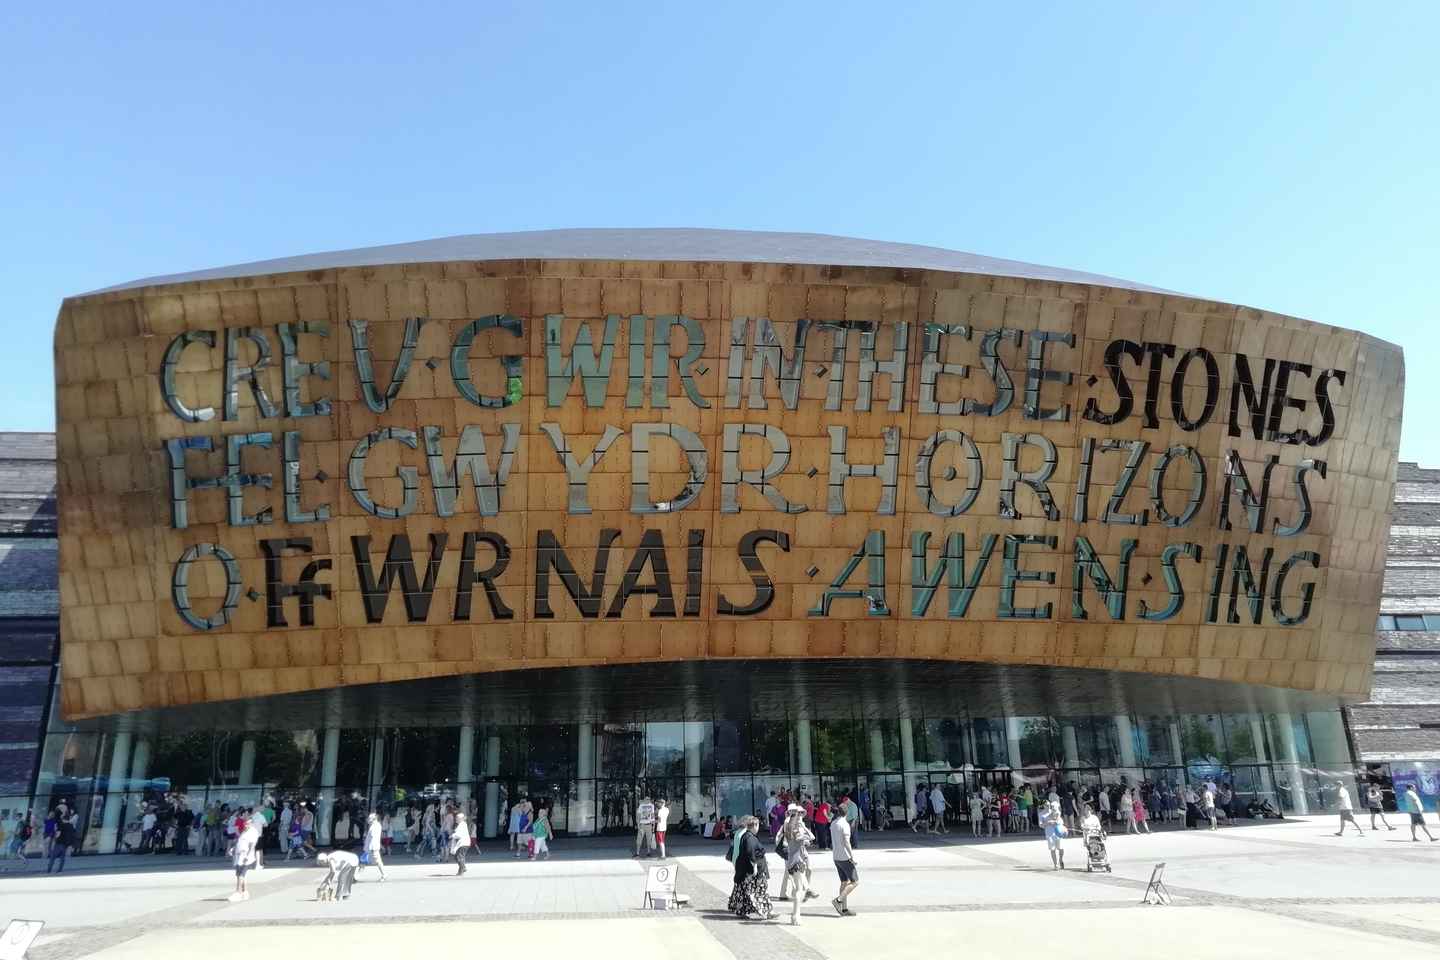 CREU·GWIR·IN·THESE·STONES
FEL·GWYDR·HORIZONS
O·FFWRNAIS AWEN·SING